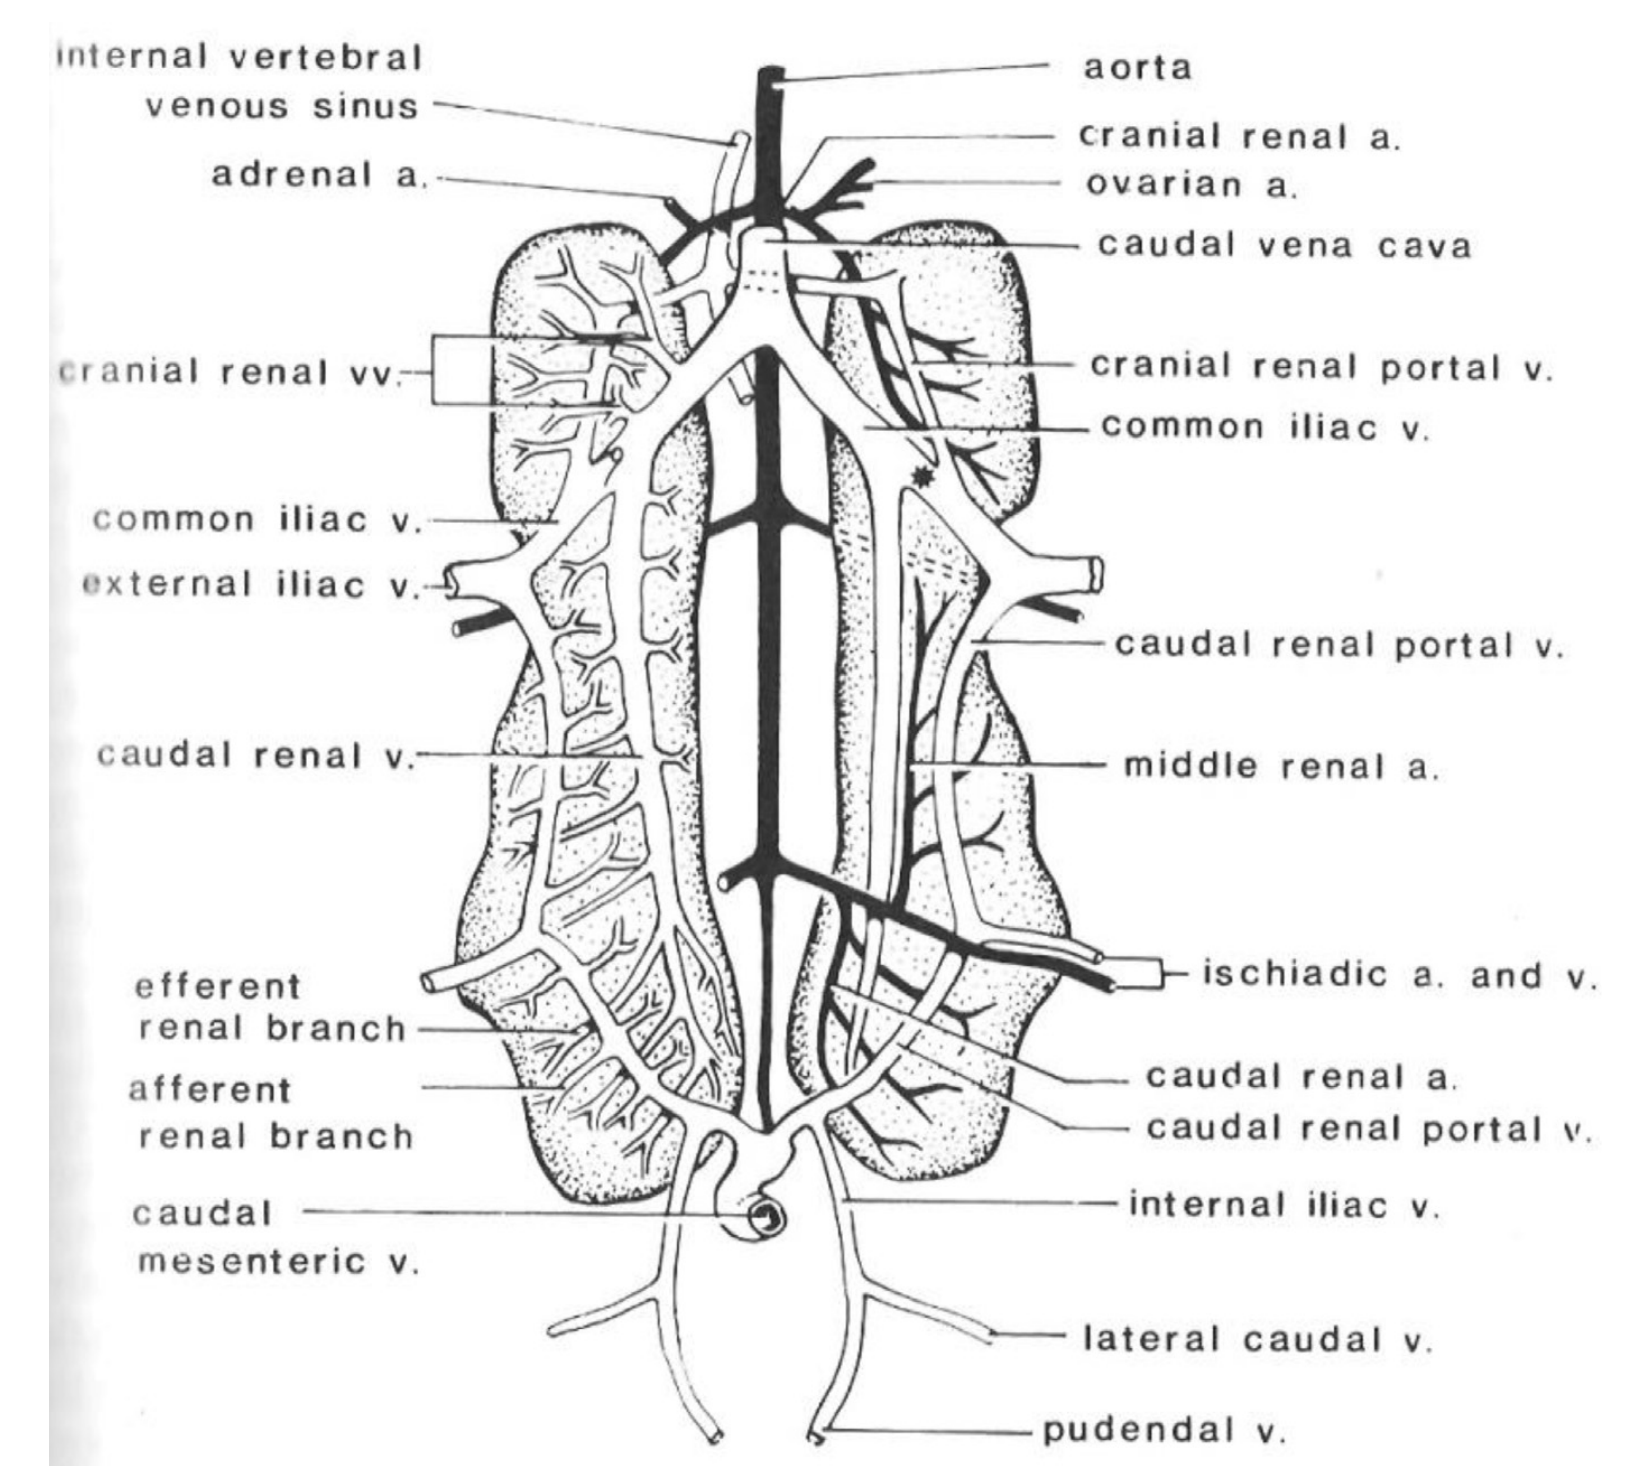 internal vertebral
venous sinus
adrenal a.
cranial renal vv.
common iliac v.
external iliac v.
caudal renal v.
efferent
renal branch
afferent
renal branch
caudal
mesenteric v.
aorta
cranial renal a.
ovarian a.
caudal vena cava
cranial renal portal v.
common iliac v.
caudal renal portal v.
middle renal a.
ischiadic a. and v.
caudal renal a.
caudal renal portal v.
internal iliac v.
lateral caudal v.
pudendal v.